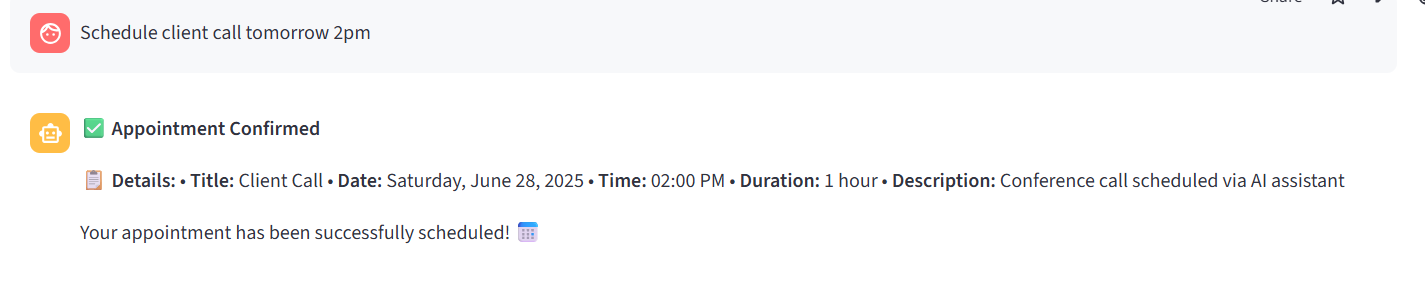 Share
Schedule client call tomorrow 2pm
✅ Appointment Confirmed
📋 Details: • Title: Client Call • Date: Saturday, June 28, 2025 • Time: 02:00 PM • Duration: 1 hour • Description: Conference call scheduled via AI assistant
Your appointment has been successfully scheduled! 📅